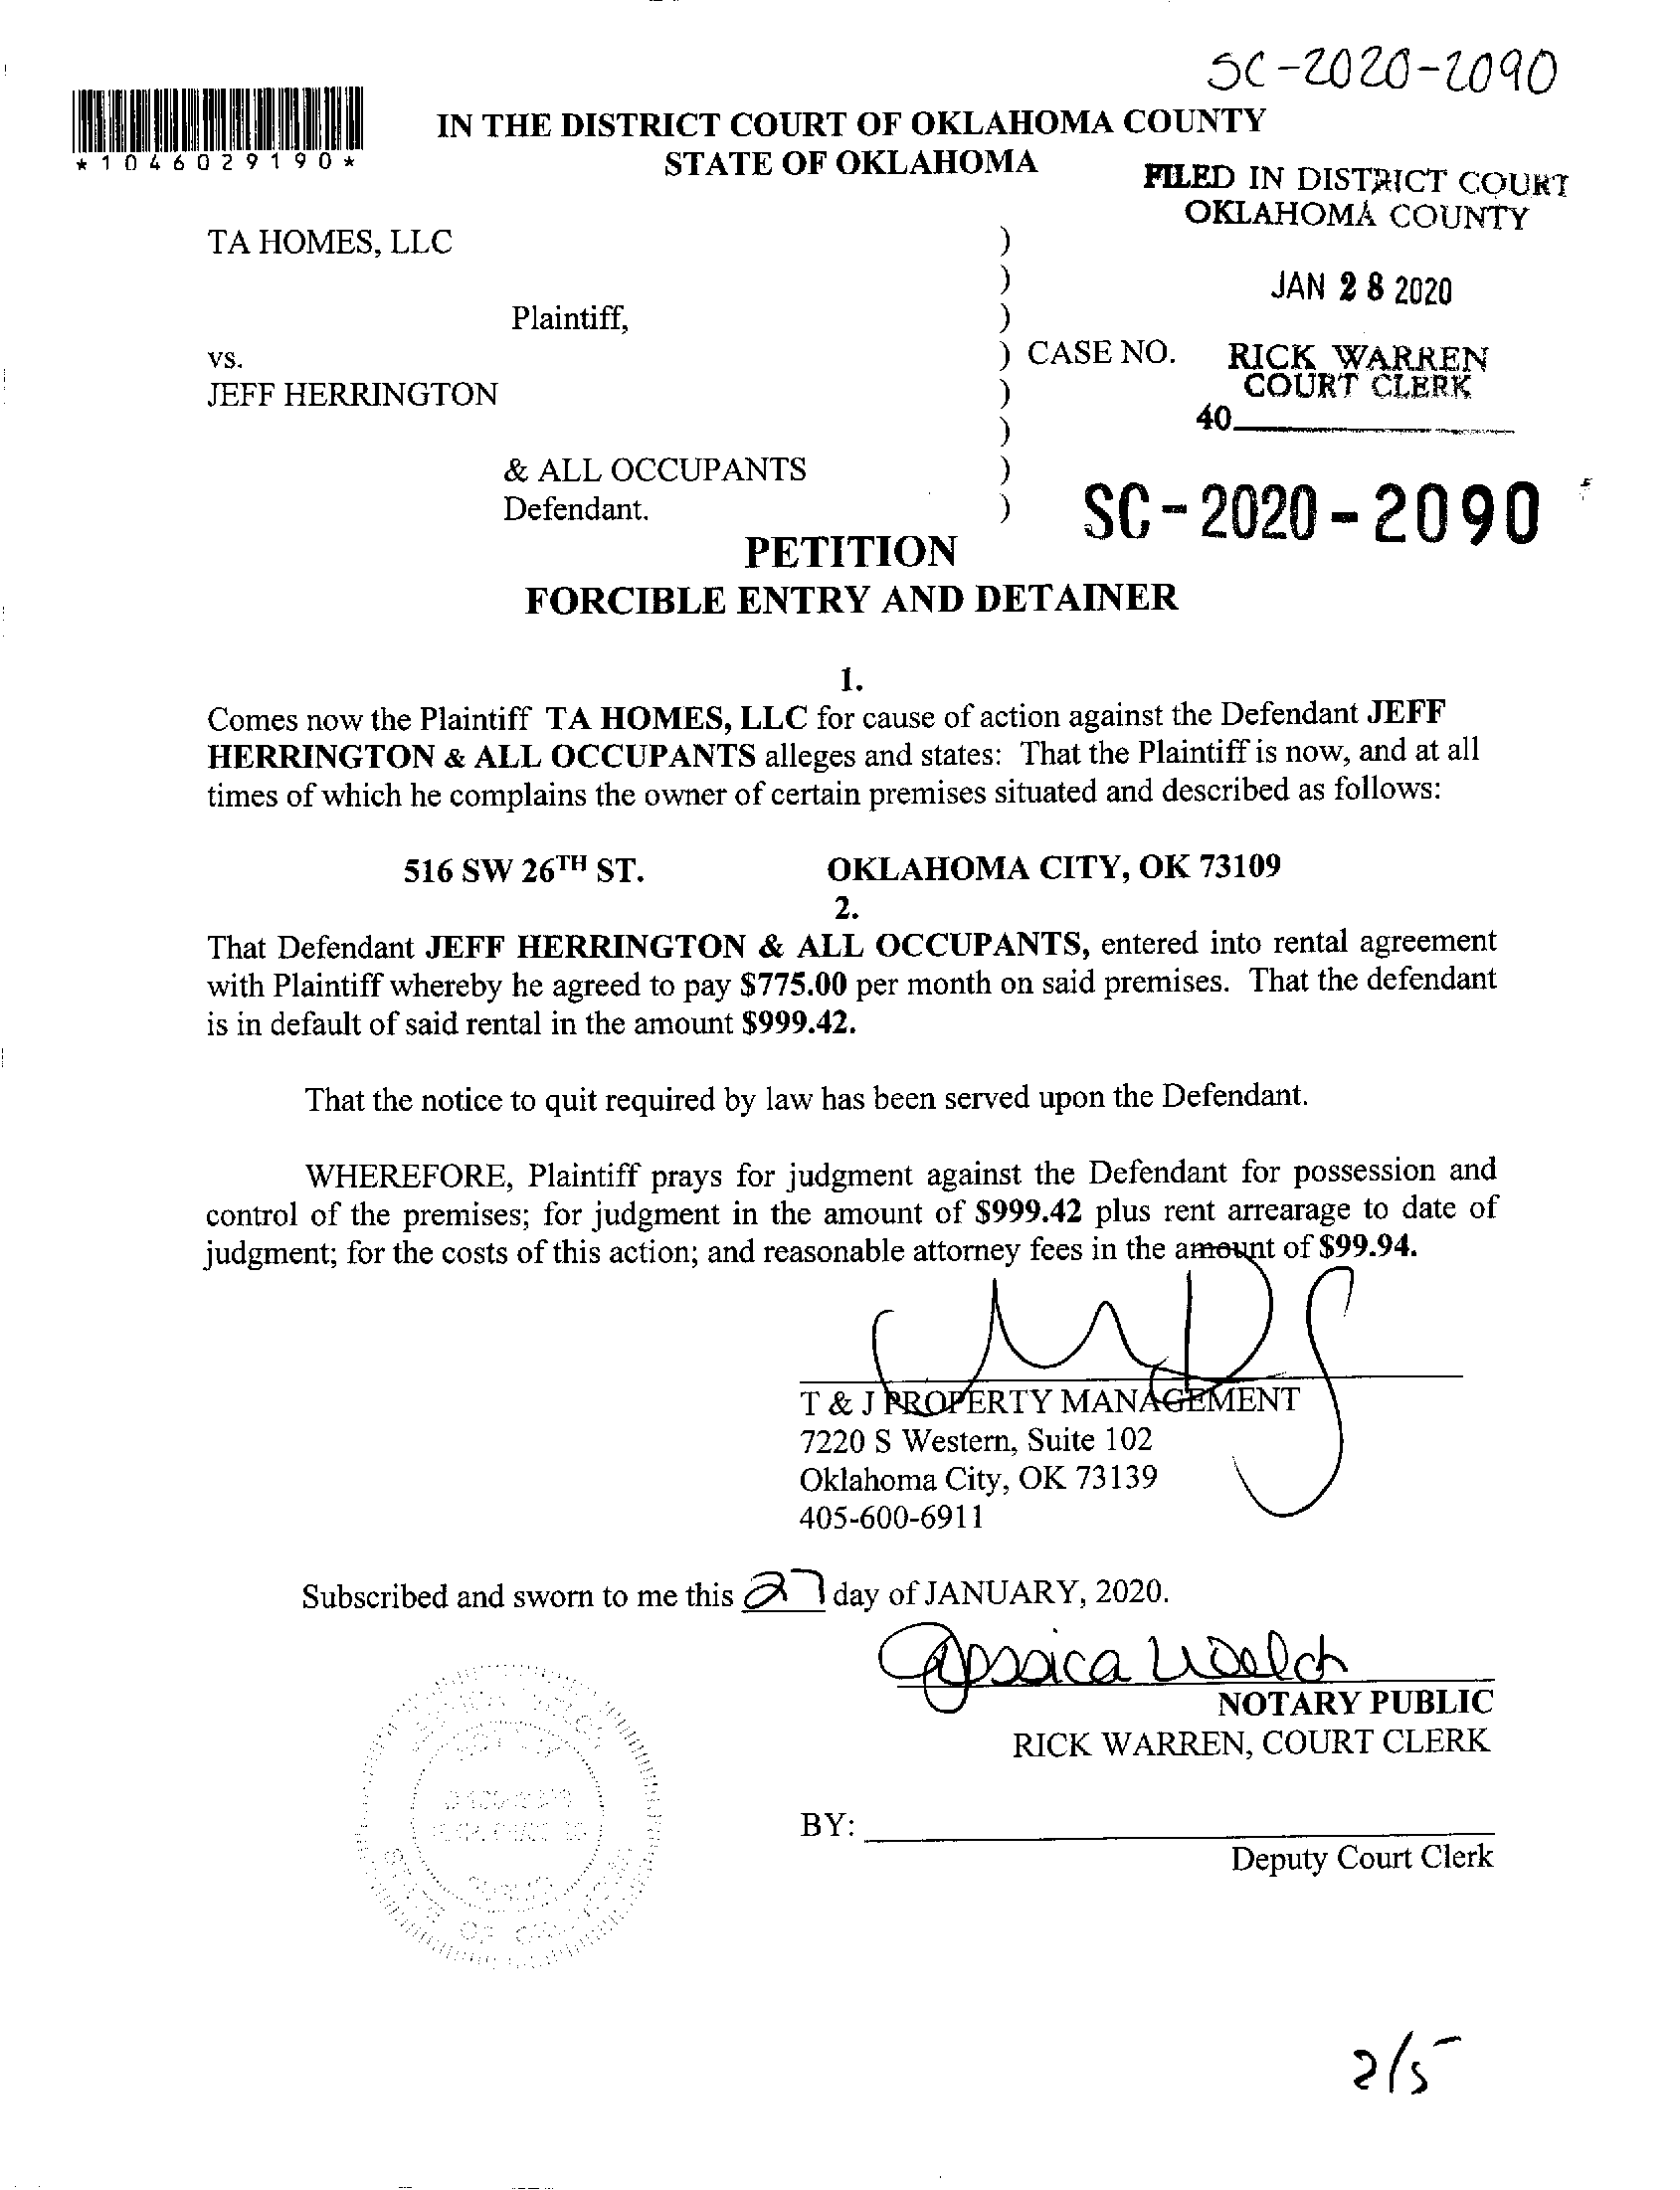 SC-2020-2090
*1046029190*
IN THE DISTRICT COURT OF OKLAHOMA COUNTY
STATE OF OKLAHOMA
FILED IN DISTRICT COURT
OKLAHOMA COUNTY
TA HOMES, LLC )
)
JAN 28 2020
Plaintiff, )
vs. ) CASE NO.
RICK WARREN
COURT CLERK
JEFF HERRINGTON )
)
40
& ALL OCCUPANTS )
Defendant. )
SC-2020-2090
PETITION
FORCIBLE ENTRY AND DETAINER
1.
Comes now the Plaintiff TA HOMES, LLC for cause of action against the Defendant JEFF
HERRINGTON & ALL OCCUPANTS alleges and states: That the Plaintiff is now, and at all
times of which he complains the owner of certain premises situated and described as follows:
516 SW 26TH ST. OKLAHOMA CITY, OK 73109
2.
That Defendant JEFF HERRINGTON & ALL OCCUPANTS, entered into rental agreement
with Plaintiff whereby he agreed to pay $775.00 per month on said premises. That the defendant
is in default of said rental in the amount $999.42.
That the notice to quit required by law has been served upon the Defendant.
WHEREFORE, Plaintiff prays for judgment against the Defendant for possession and
control of the premises; for judgment in the amount of $999.42 plus rent arrearage to date of
judgment; for the costs of this action; and reasonable attorney fees in the amount of $99.94.
T & J PROPERTY MANAGEMENT
7220 S Western, Suite 102
Oklahoma City, OK 73139
405-600-6911
Subscribed and sworn to me this 27 day of JANUARY, 2020.
Jessica Welch
NOTARY PUBLIC
RICK WARREN, COURT CLERK
BY:
Deputy Court Clerk
STATE OF
2/5